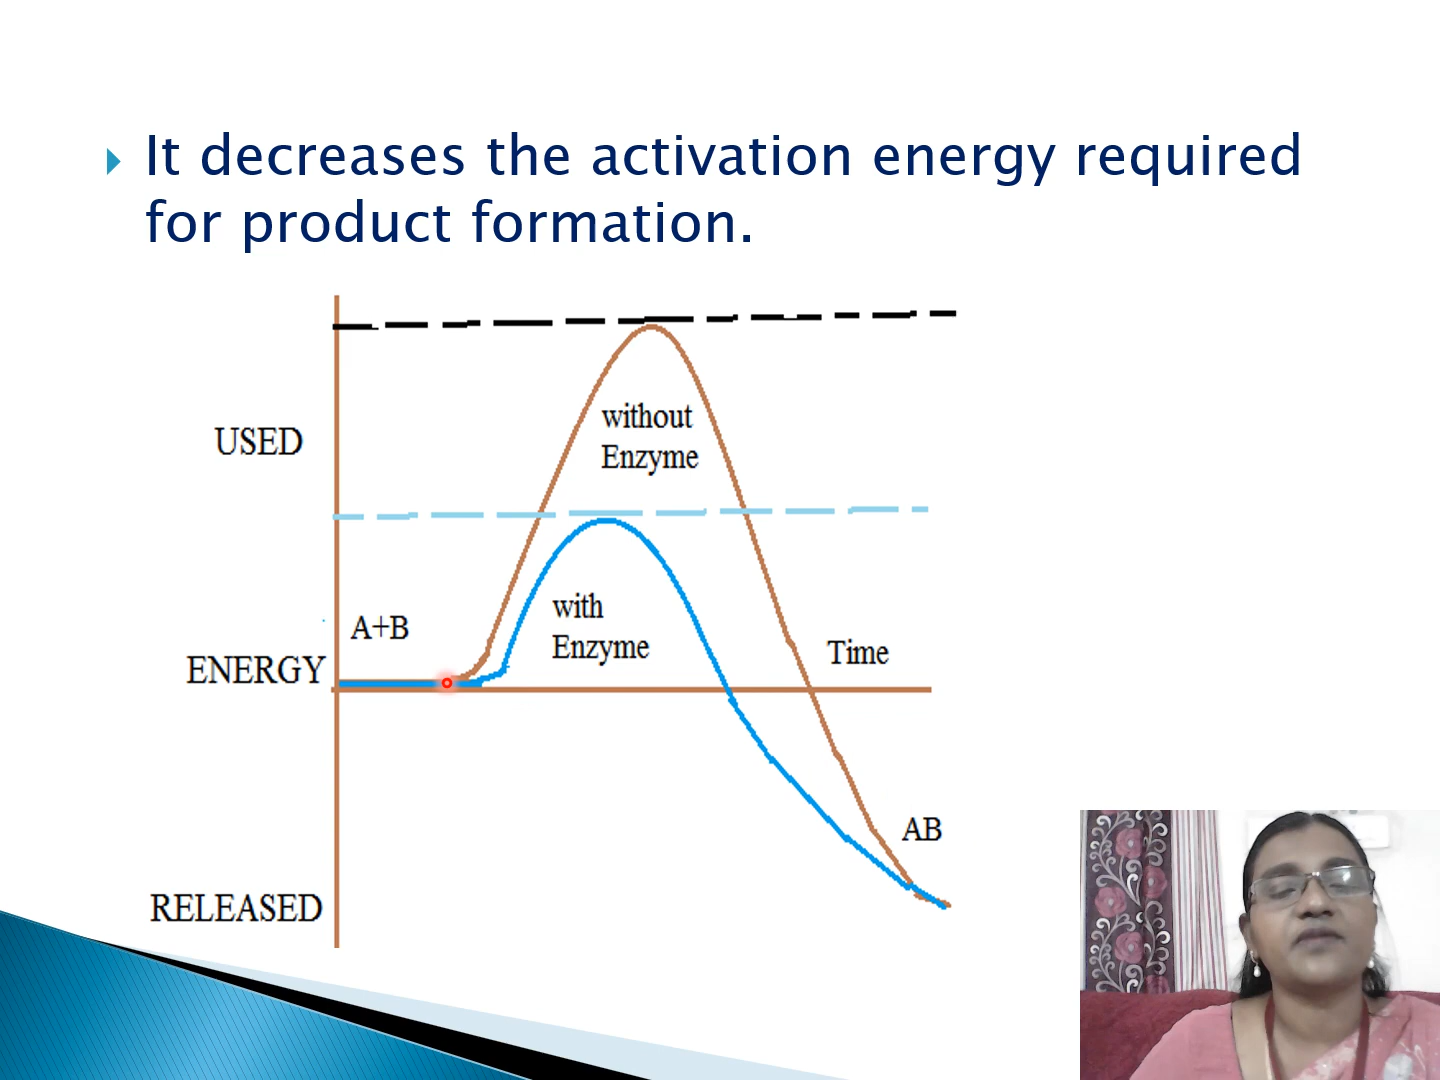 It decreases the activation energy required
for product formation.
without
Enzyme
USED
with
Enzyme
A+B
Time
ENERGY
AB
RELEASED